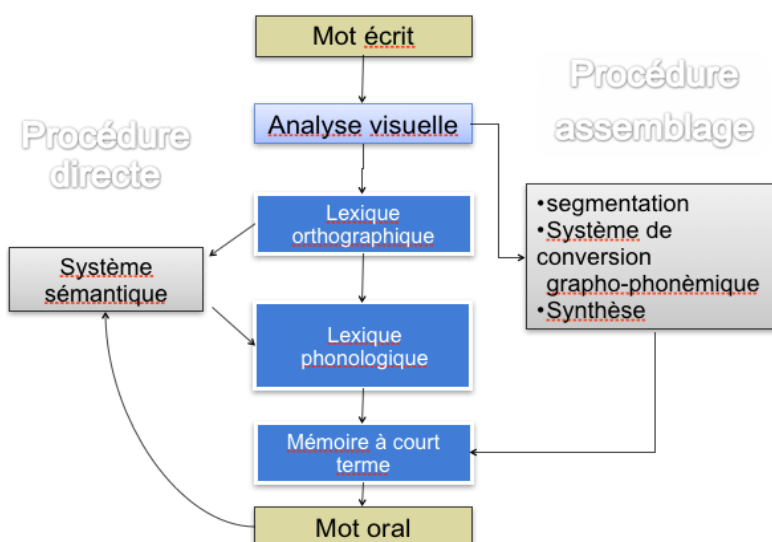 Mot écrit
Procédure
assemblage
Analyse visuelle
Procédure
directe
Lexique
orthographique
•segmentation
•Système de
conversion
grapho-phonèmique
•Synthèse
Système
sémantique
Lexique
phonologique
Mémoire à court
terme
Mot oral